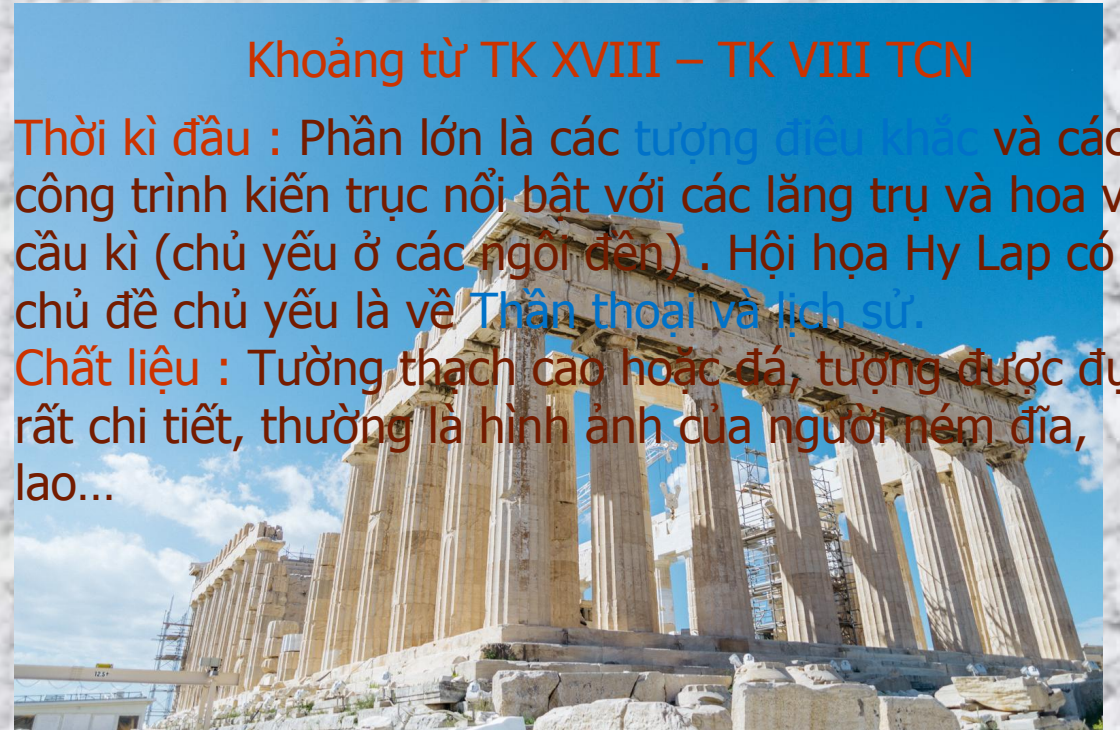 Khoảng từ TK XVIII – TK VIII TCN
Thời kì đầu : Phần lớn là các tượng điêu khắc và các
công trình kiến trục nổi bật với các lăng trụ và hoa
cầu kì (chủ yếu ở các ngôi đền) . Hội họa Hy Lap có
chủ đề chủ yếu là về Thần thoại và lịch sử.
Chất liệu : Tường thạch cao hoặc đá, tượng được
rất chi tiết, thường là hình ảnh của người ném đĩa,
lao…